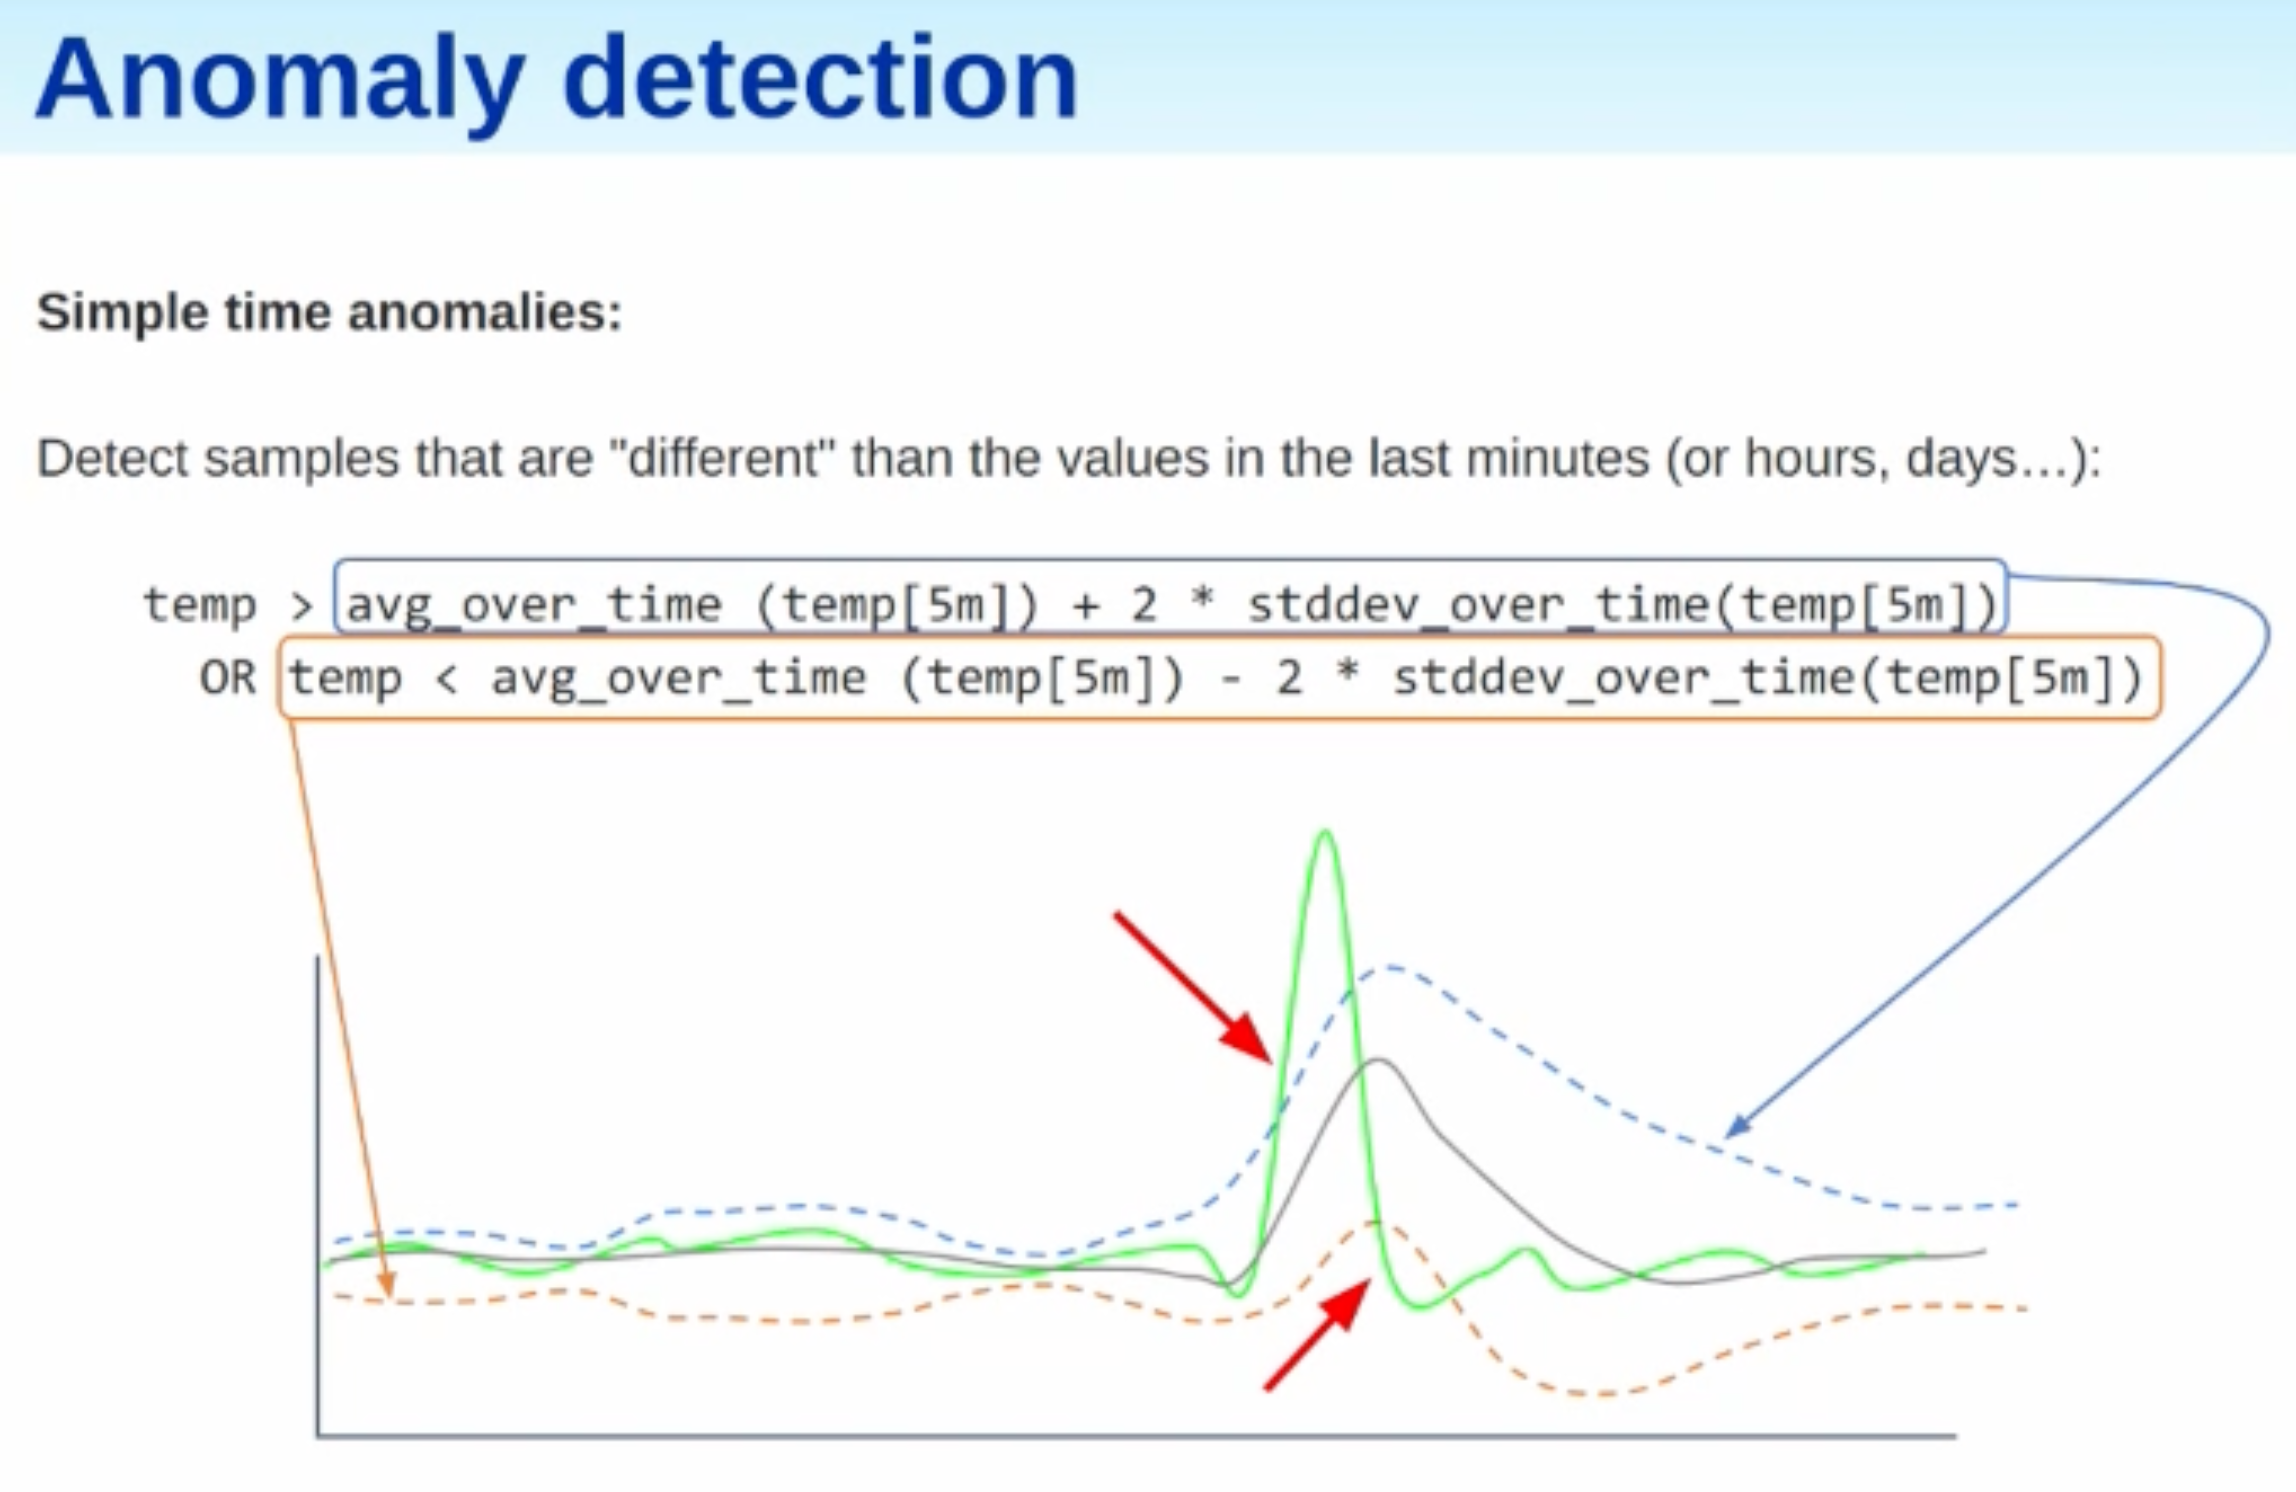 Anomaly detection
Simple time anomalies:
Detect samples that are "different" than the values in the last minutes (or hours, days…):
temp > avg_over_time (temp[5m]) + 2 * stddev_over_time(temp[5m])
OR temp < avg_over_time (temp[5m]) - 2 * stddev_over_time(temp[5m])